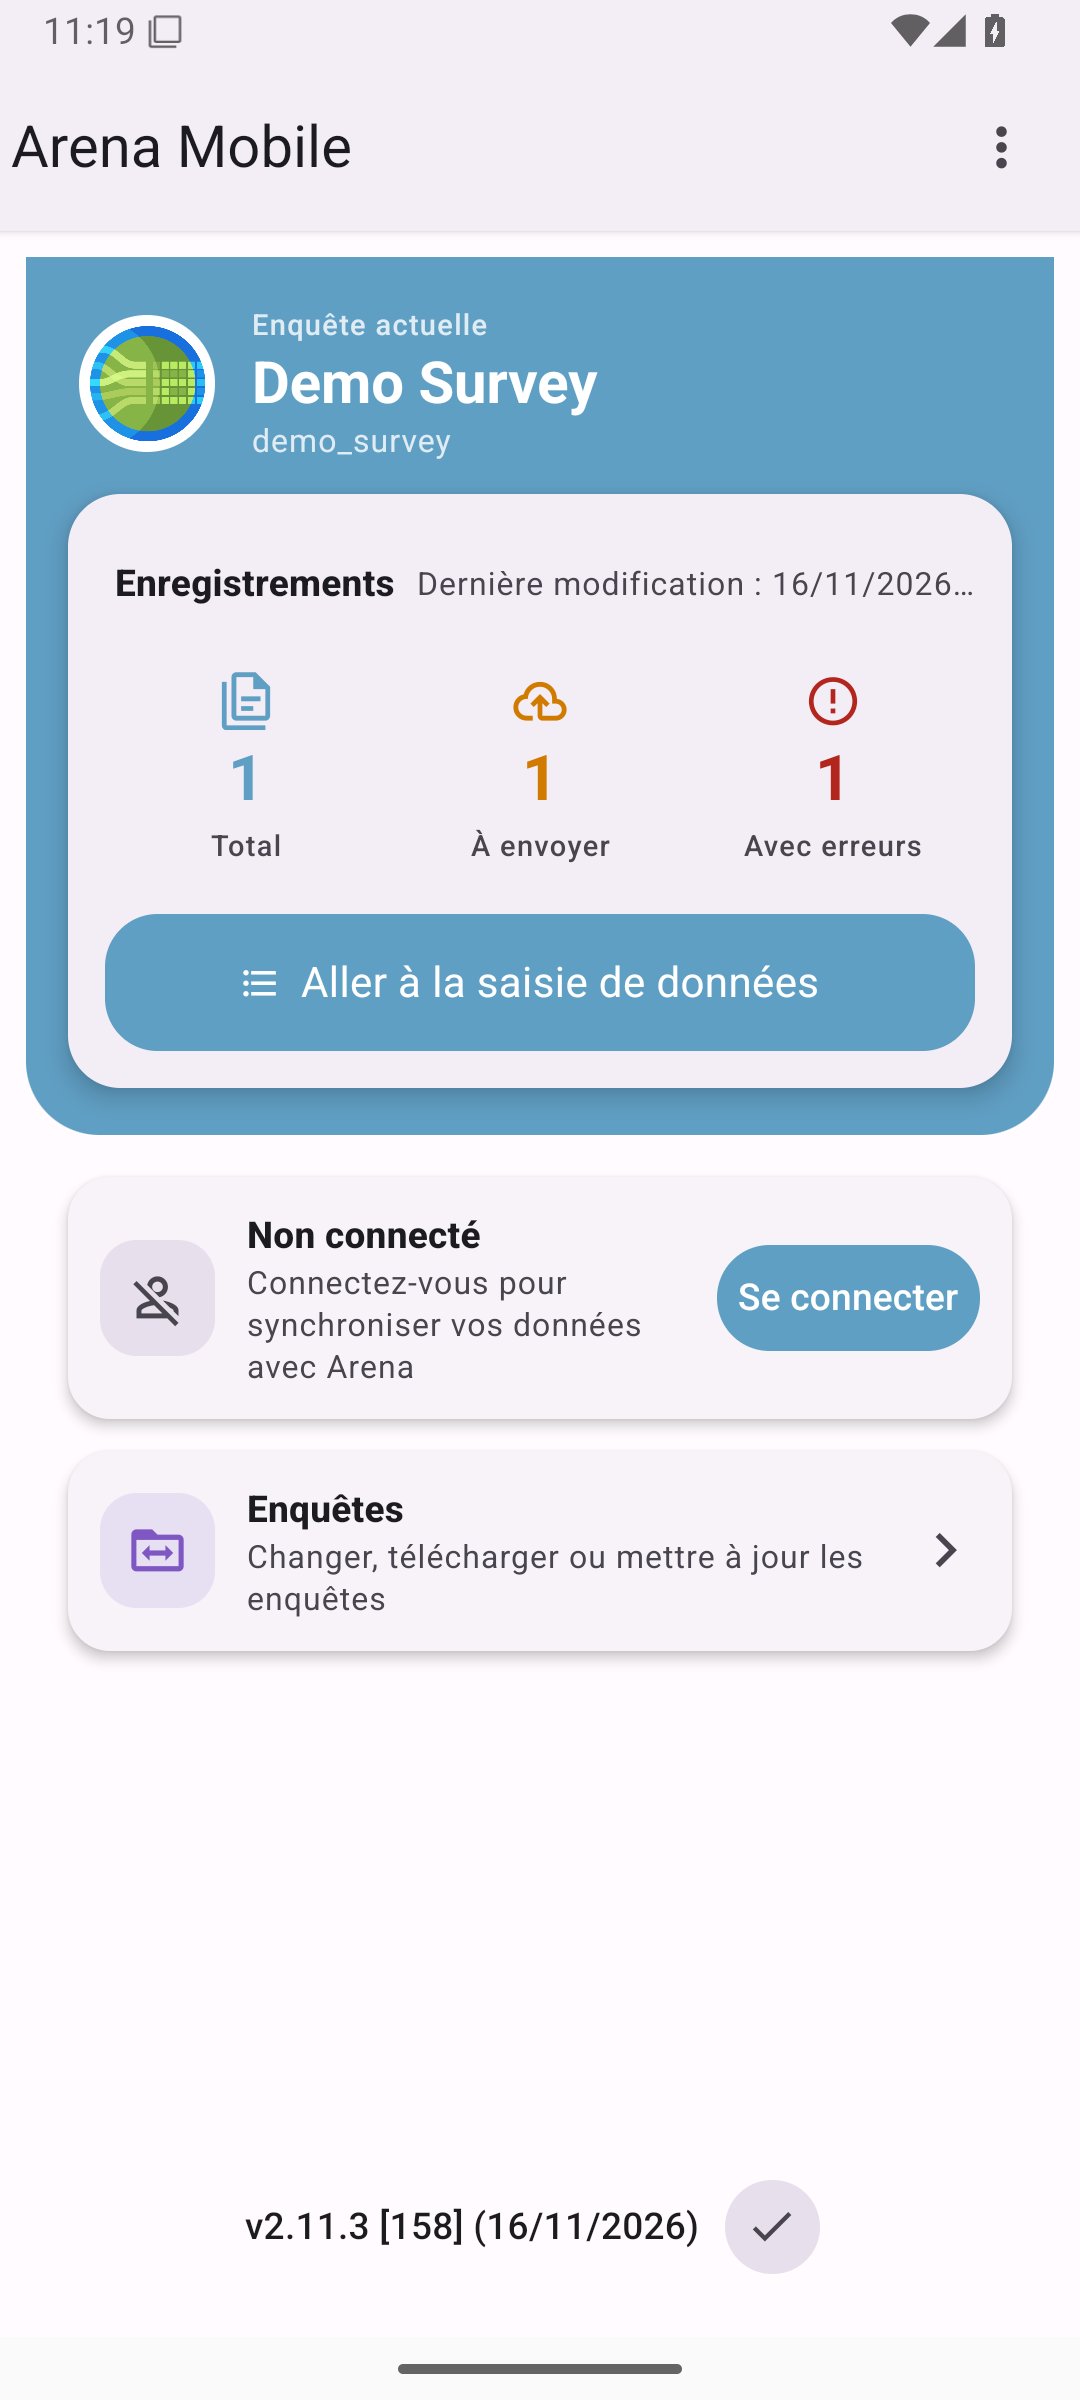 11:19
Arena Mobile
Enquête actuelle
Demo Survey
demo_survey
Enregistrements Dernière modification : 16/11/2026…
1 1 1
Total À envoyer Avec erreurs
Aller à la saisie de données
Non connecté
Connectez-vous pour
synchroniser vos données
avec Arena
Se connecter
Enquêtes
Changer, télécharger ou mettre à jour les
enquêtes
v2.11.3 [158] (16/11/2026)